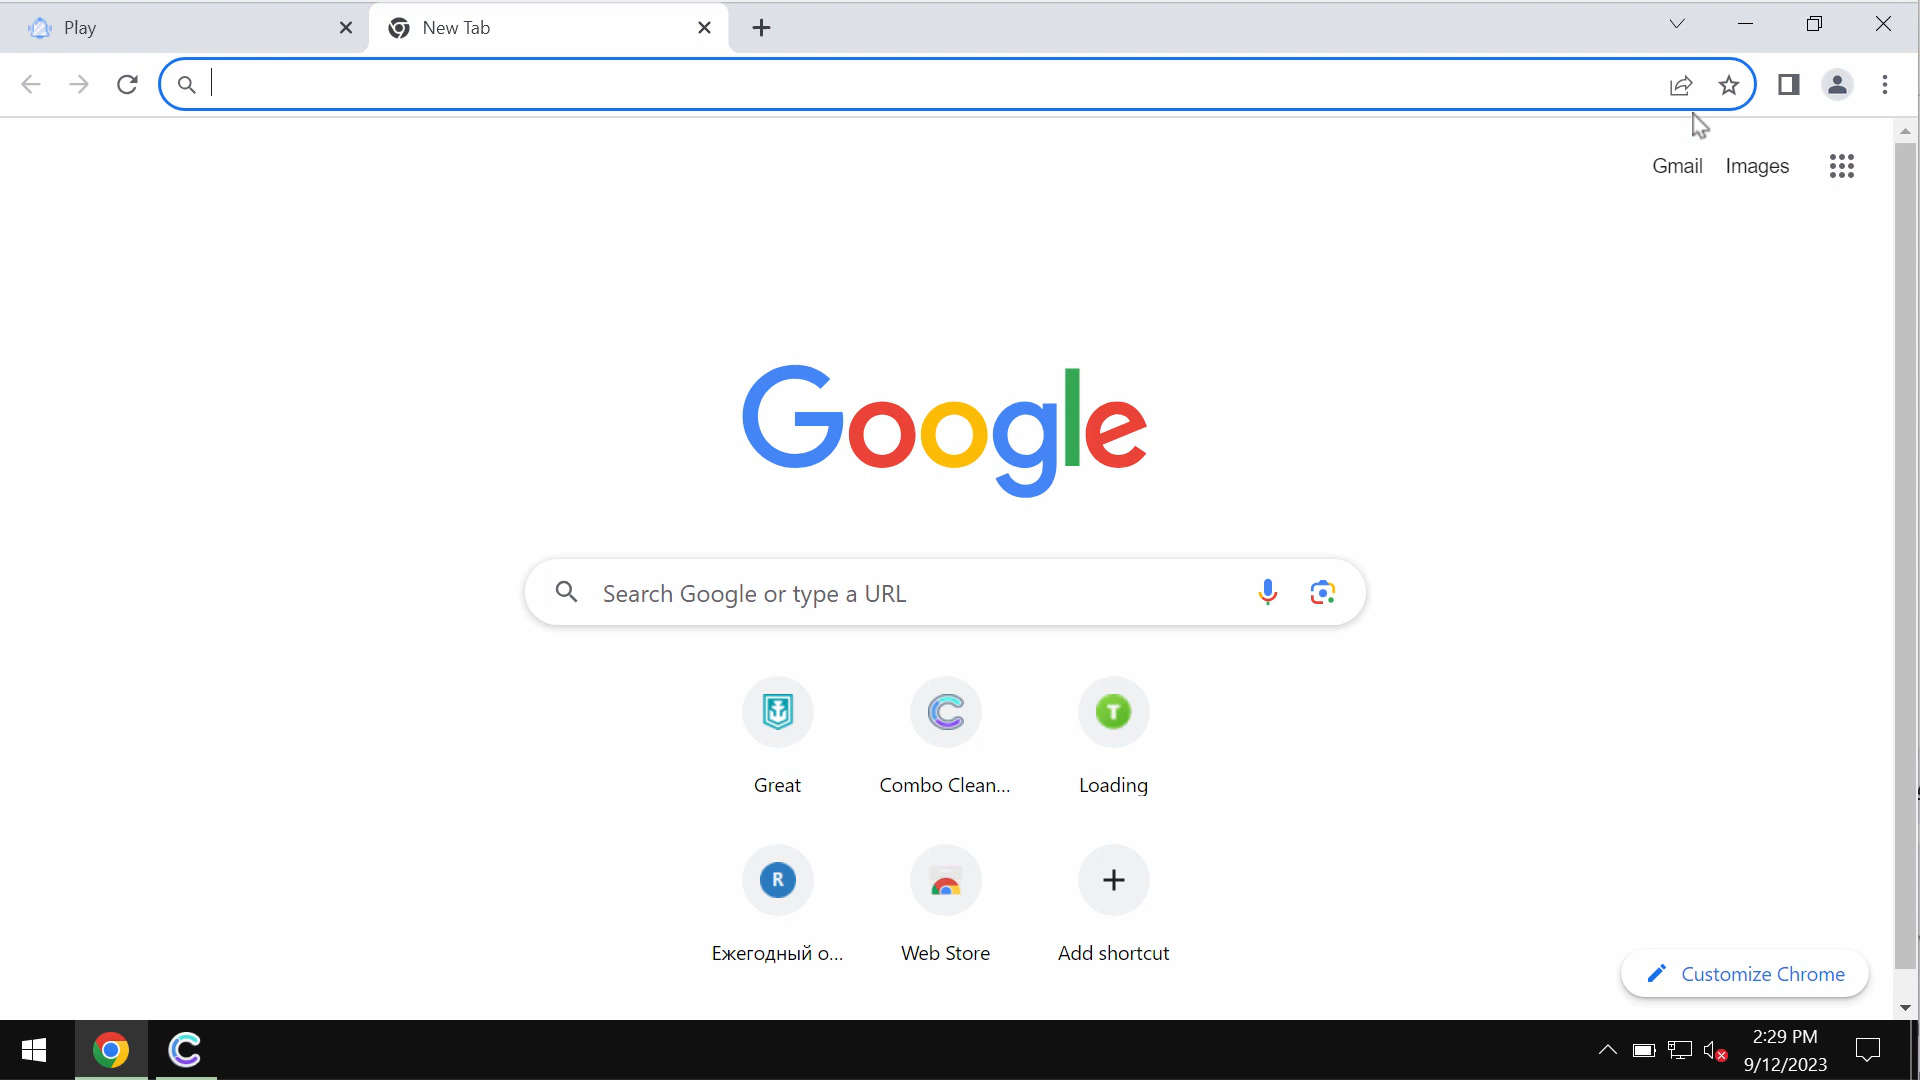 Play
New Tab
Gmail
Images
Google
Search Google or type a URL
Great
Combo Clean...
T
Loading
R
Ежегодный о...
Web Store
Add shortcut
Customize Chrome
2:29 PM
9/12/2023